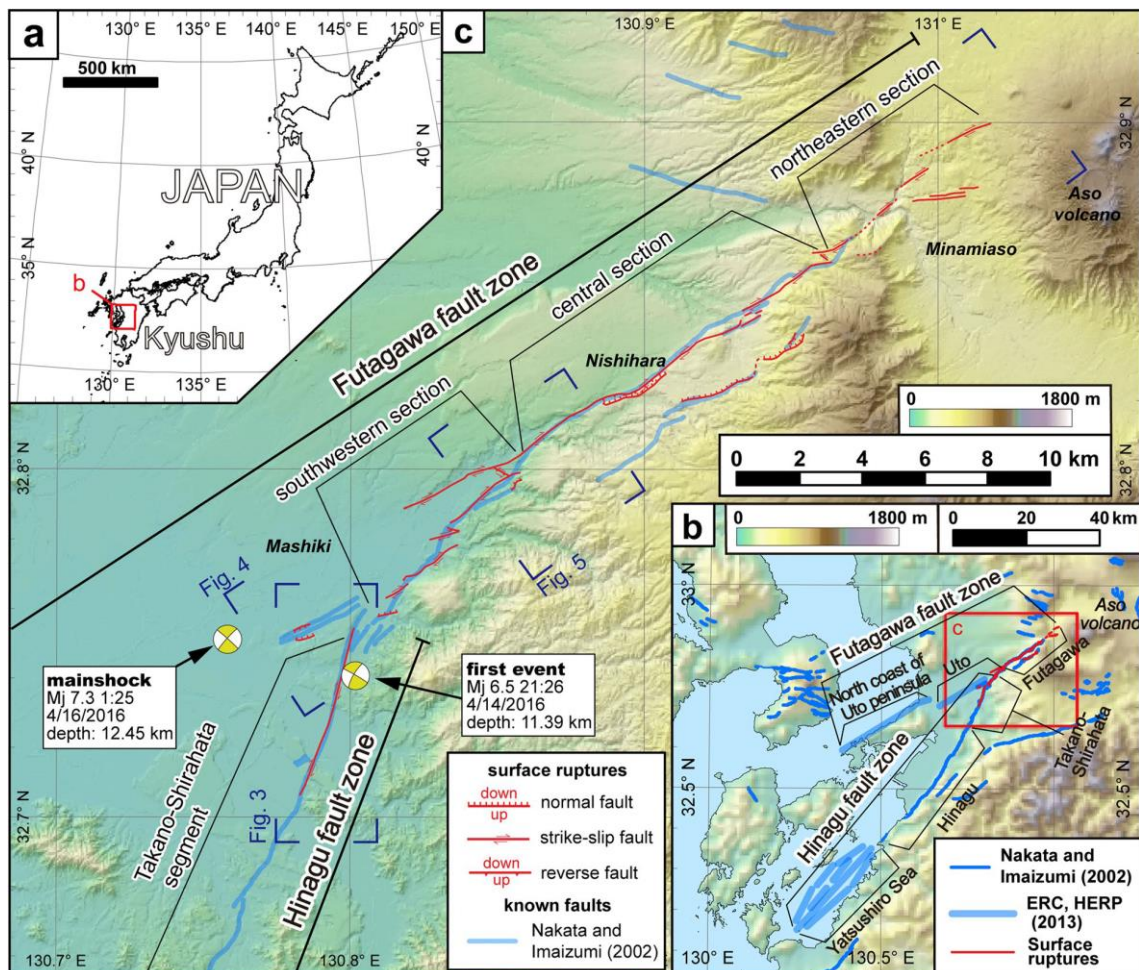 a
130° E
135° E
140° E
145° E
150° E
500 km
40° N
40° N
JAPAN
35° N
35° N
b
Kyushu
130° E
135° E
140° E
c
130.9° E
131° E
32.9° N
northeastern section
Aso
volcano
Minamiaso
central section
Futagawa fault zone
Nishihara
southwestern section
32.8° N
32.8° N
0
1800 m
0
2
4
6
8
10 km
Mashiki
Fig. 4
Fig. 5
mainshock
Mj 7.3 1:25
4/16/2016
depth: 12.45 km
first event
Mj 6.5 21:26
4/14/2016
depth: 11.39 km
Takano-Shirahata
segment
Fig. 3
Hinagu fault zone
32.7° N
130.7° E
130.8° E
surface ruptures
down
up
normal fault
strike-slip fault
down
up
reverse fault
known faults
Nakata and
Imaizumi (2002)
b
0
1800 m
0
20
40 km
33° N
Futagawa fault zone
c
Aso
volcano
Uto
Futagawa
North coast of
Uto peninsula
Takano-
Shirahata
Hinagu fault zone
Hinagu
32.5° N
32.5° N
Yatsushiro Sea
130° E
130.5° E
Nakata and
Imaizumi (2002)
ERC, HERP
(2013)
Surface
ruptures